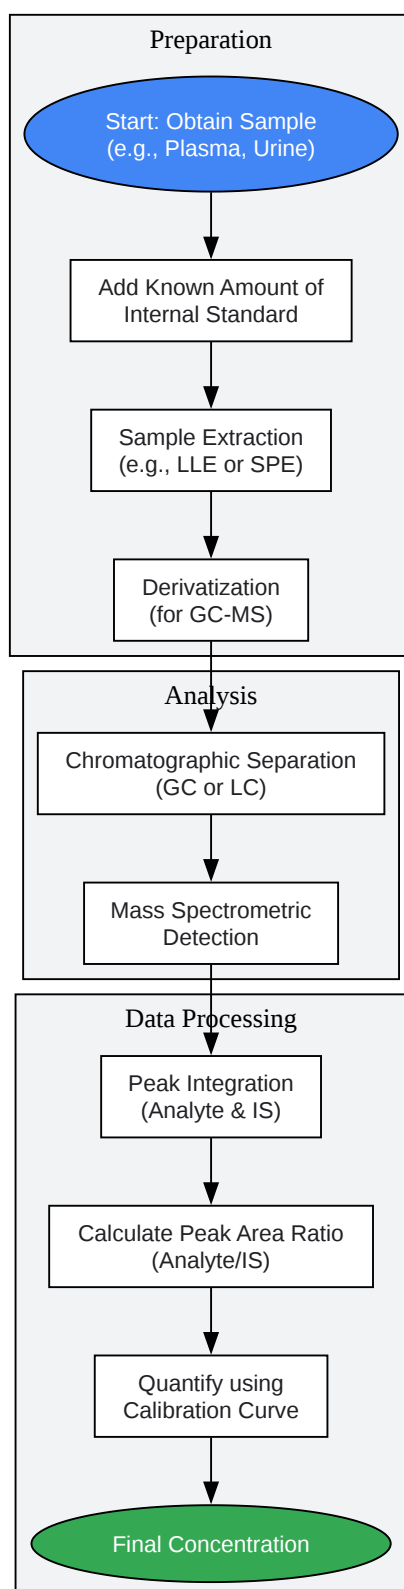 Preparation
Start: Obtain Sample
(e.g., Plasma, Urine)
Add Known Amount of
Internal Standard
Sample Extraction
(e.g., LLE or SPE)
Derivatization
(for GC-MS)
Analysis
Chromatographic Separation
(GC or LC)
Mass Spectrometric
Detection
Data Processing
Peak Integration
(Analyte & IS)
Calculate Peak Area Ratio
(Analyte/IS)
Quantify using
Calibration Curve
Final Concentration